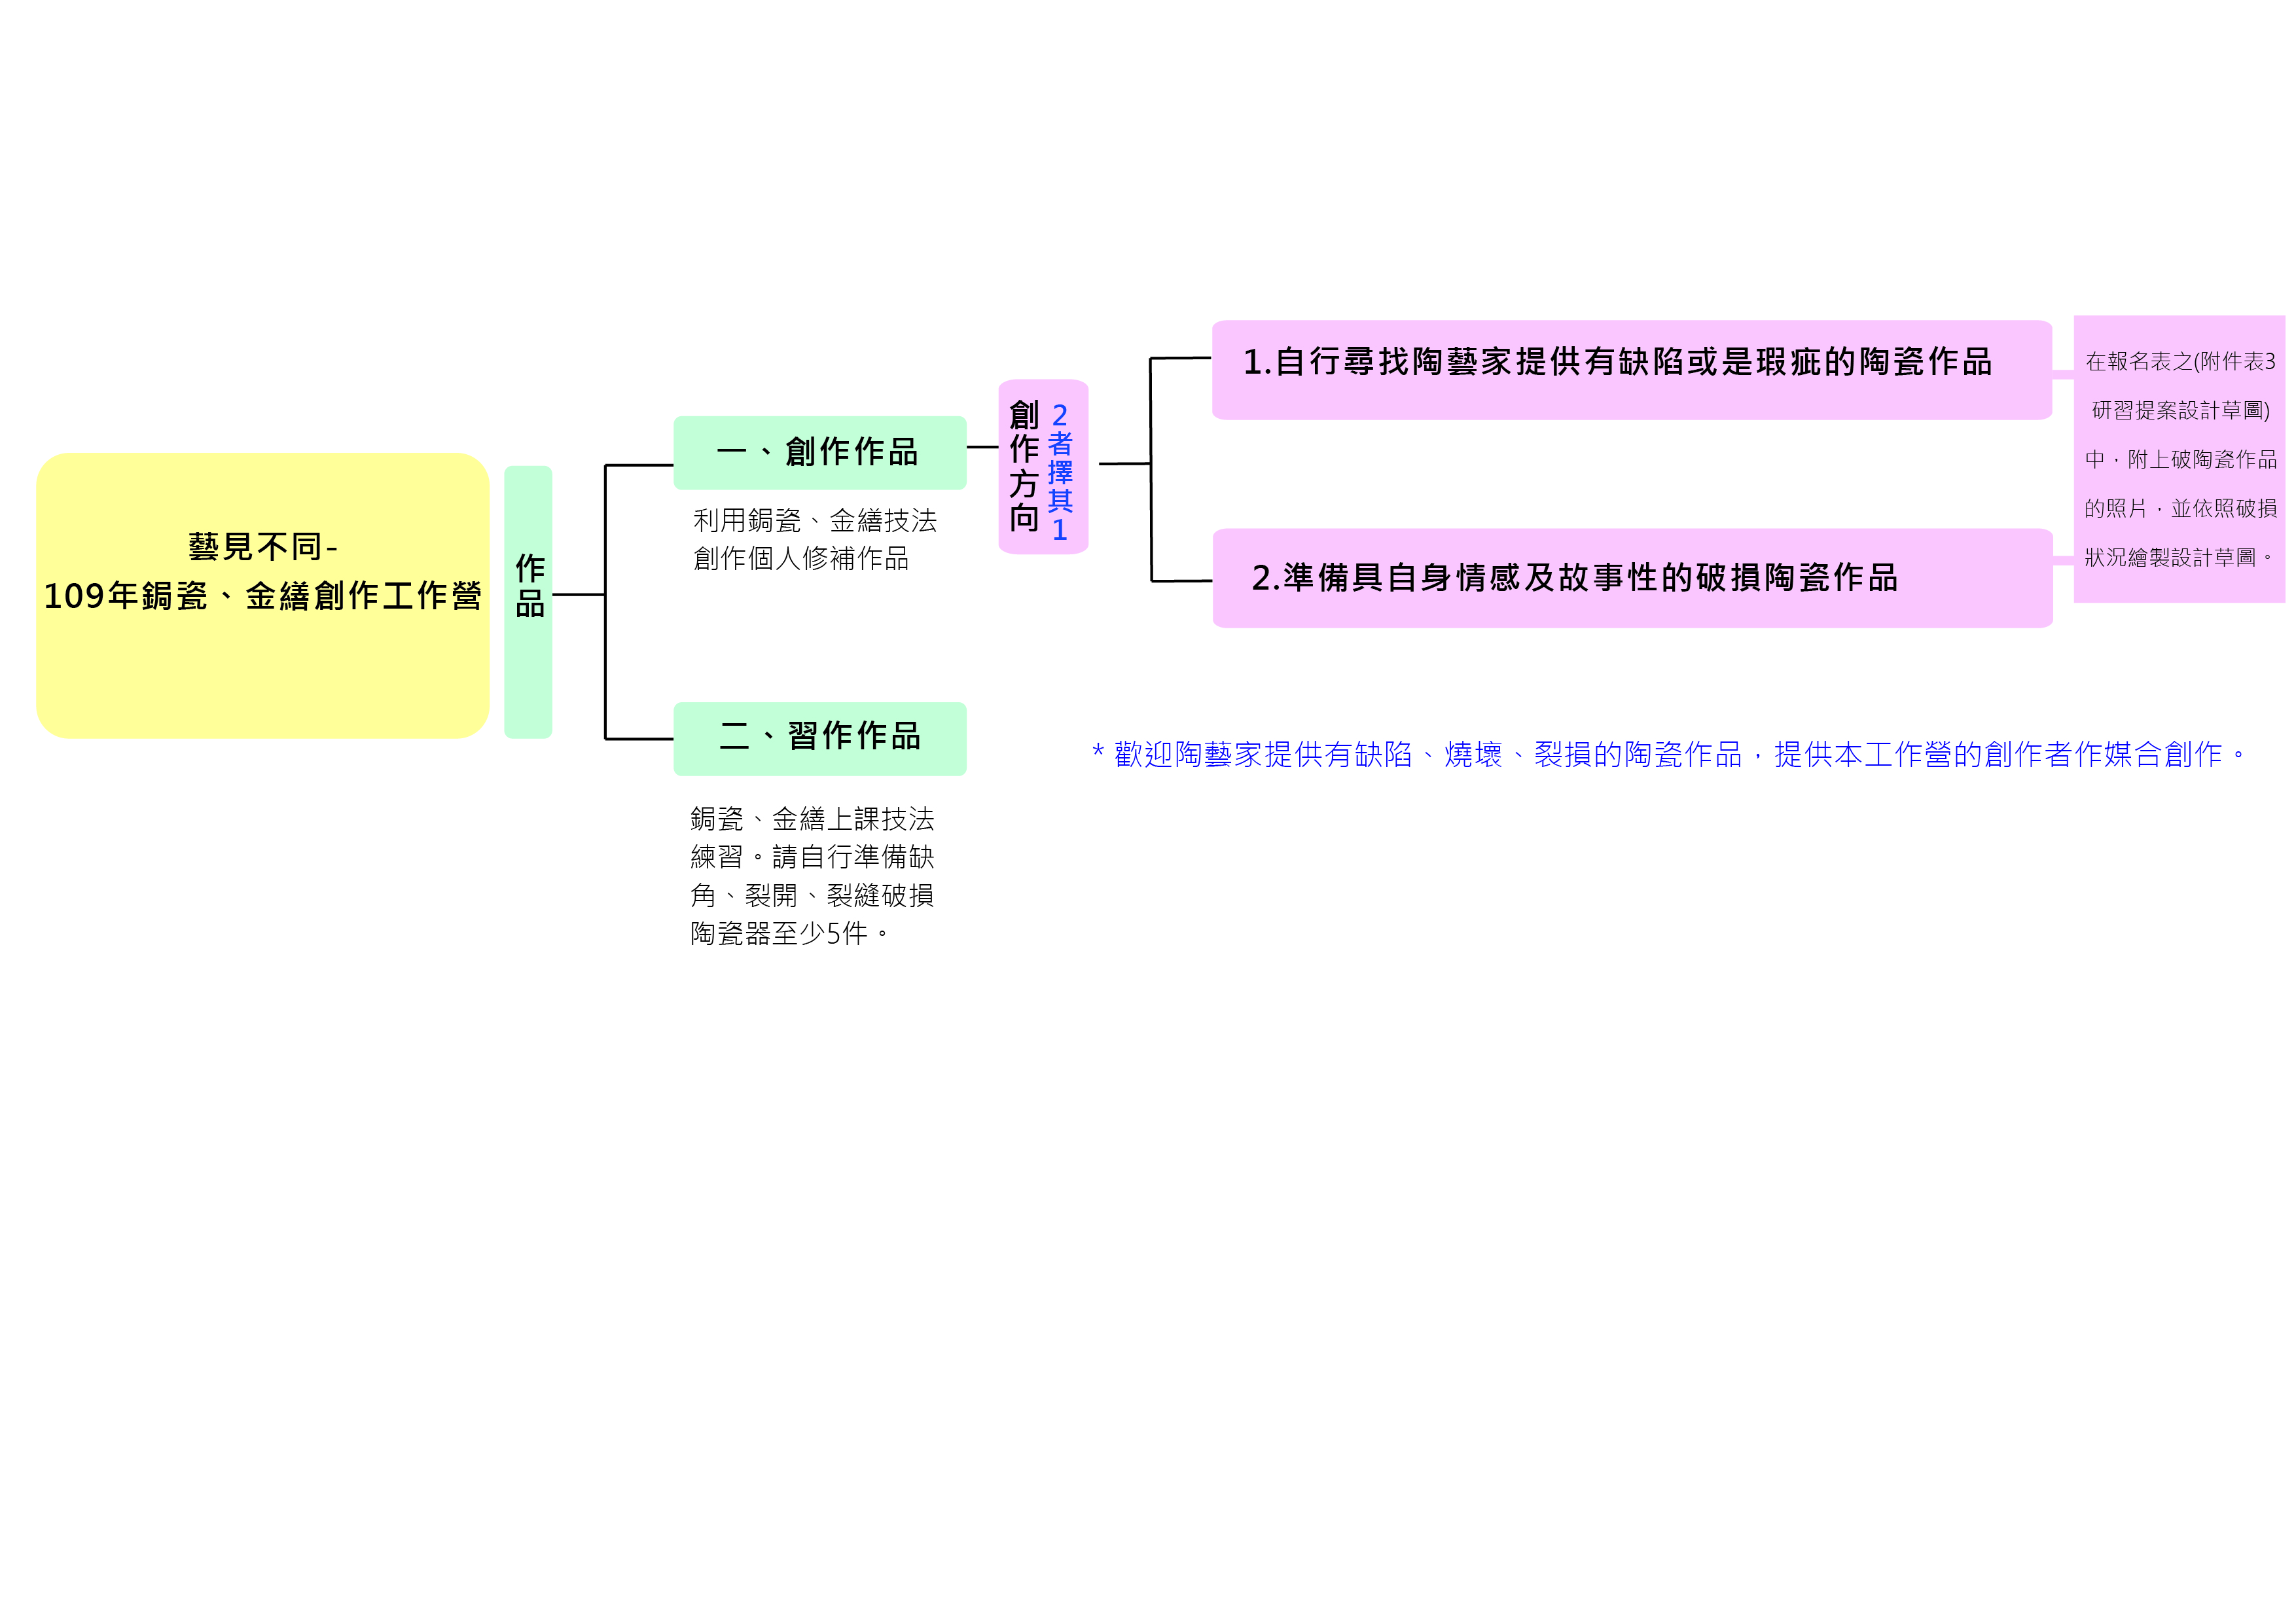 藝見不同-
109年鋦瓷、金繕創作工作營
作品
一、創作作品
利用鋦瓷、金繕技法
創作個人修補作品
二、習作作品
鋦瓷、金繕上課技法
練習。請自行準備缺
角、裂開、裂縫破損
陶瓷器至少5件。
創作方向
2者擇其1
1.自行尋找陶藝家提供有缺陷或是瑕疵的陶瓷作品
2.準備具自身情感及故事性的破損陶瓷作品
在報名表之(附件表3
研習提案設計草圖)
中，附上破陶瓷作品
的照片，並依照破損
狀況繪製設計草圖。
* 歡迎陶藝家提供有缺陷、燒壞、裂損的陶瓷作品，提供本工作營的創作者作媒合創作。